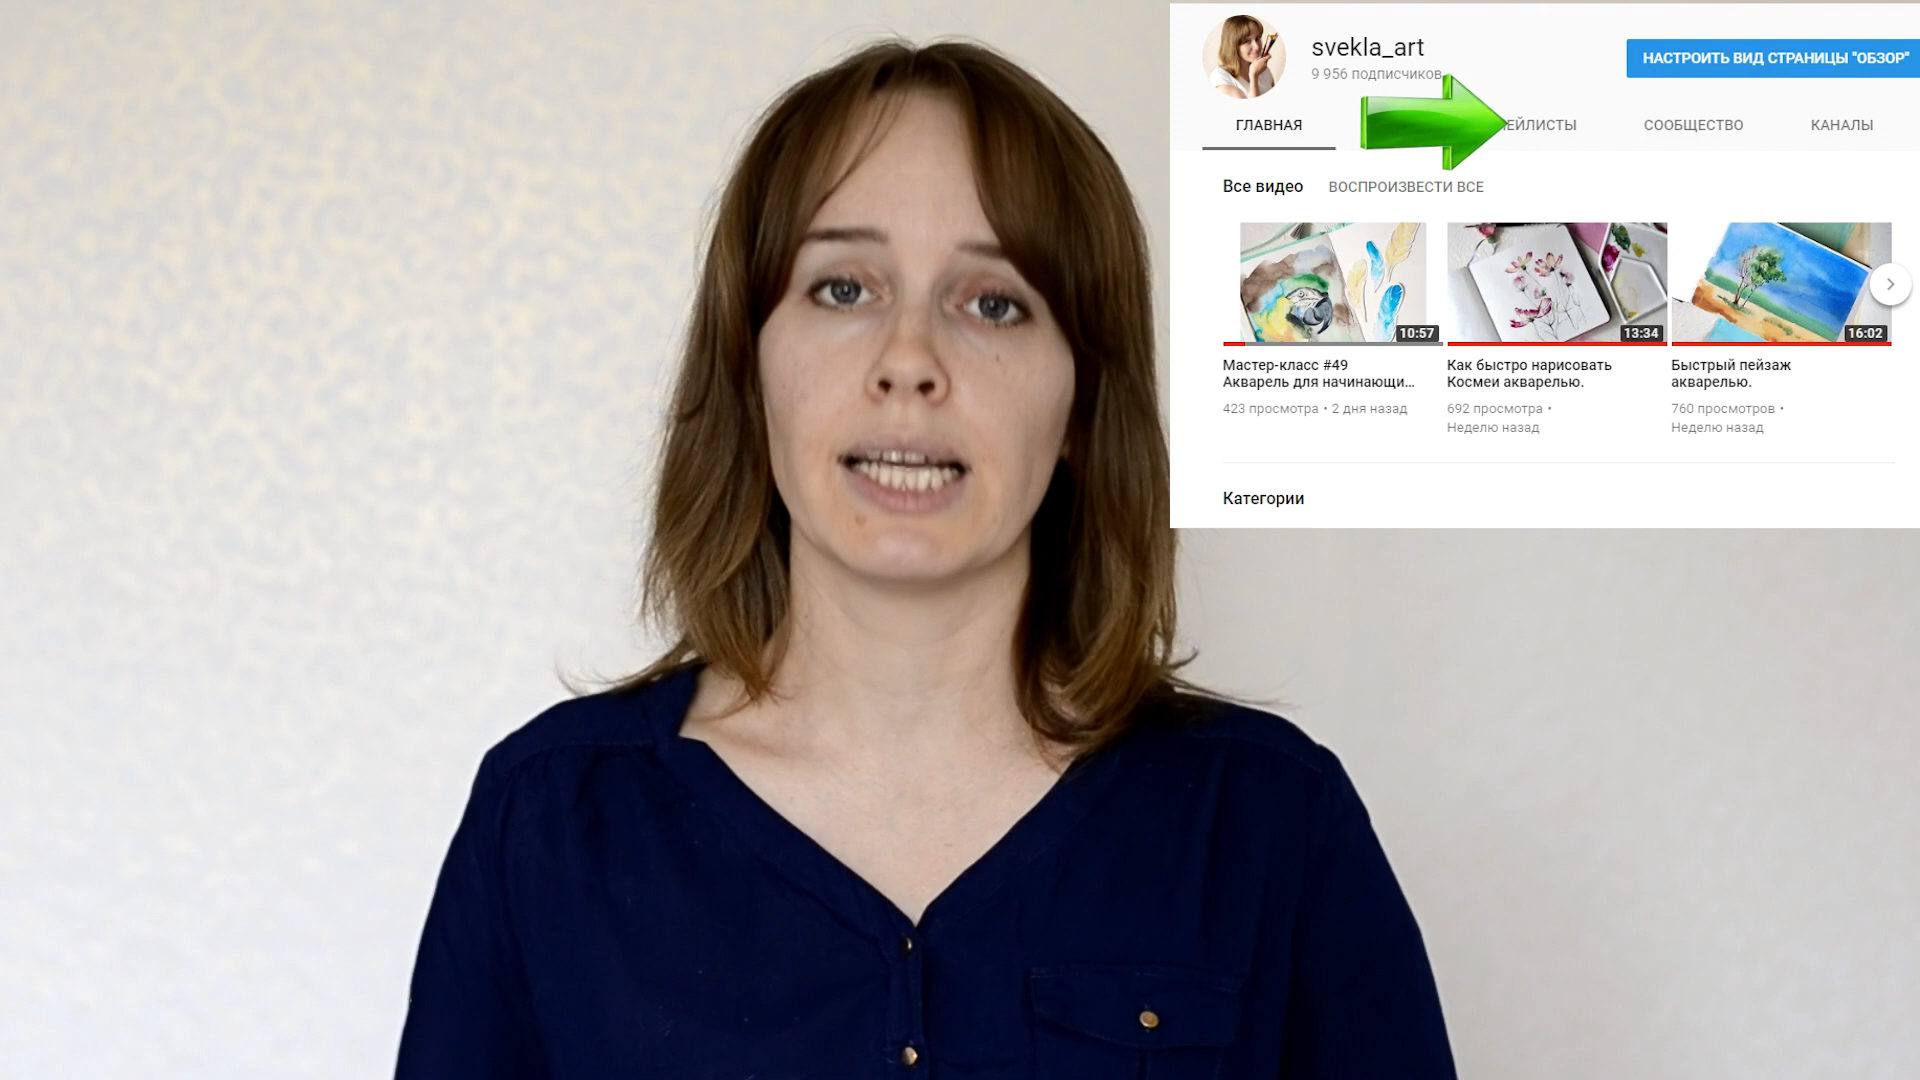 svekla_art
9 956 подписчиков
НАСТРОИТЬ ВИД СТРАНИЦЫ "ОБЗОР"
ГЛАВНАЯ
ЕЙЛИСТЫ
СООБЩЕСТВО
КАНАЛЫ
Все видео ВОСПРОИЗВЕСТИ ВСЕ
10:57
13:34
16:02
Мастер-класс #49
Акварель для начинающи...
423 просмотра • 2 дня назад
Как быстро нарисовать
Космеи акварелью.
692 просмотра •
Неделю назад
Быстрый пейзаж
акварелью.
760 просмотров •
Неделю назад
Категории